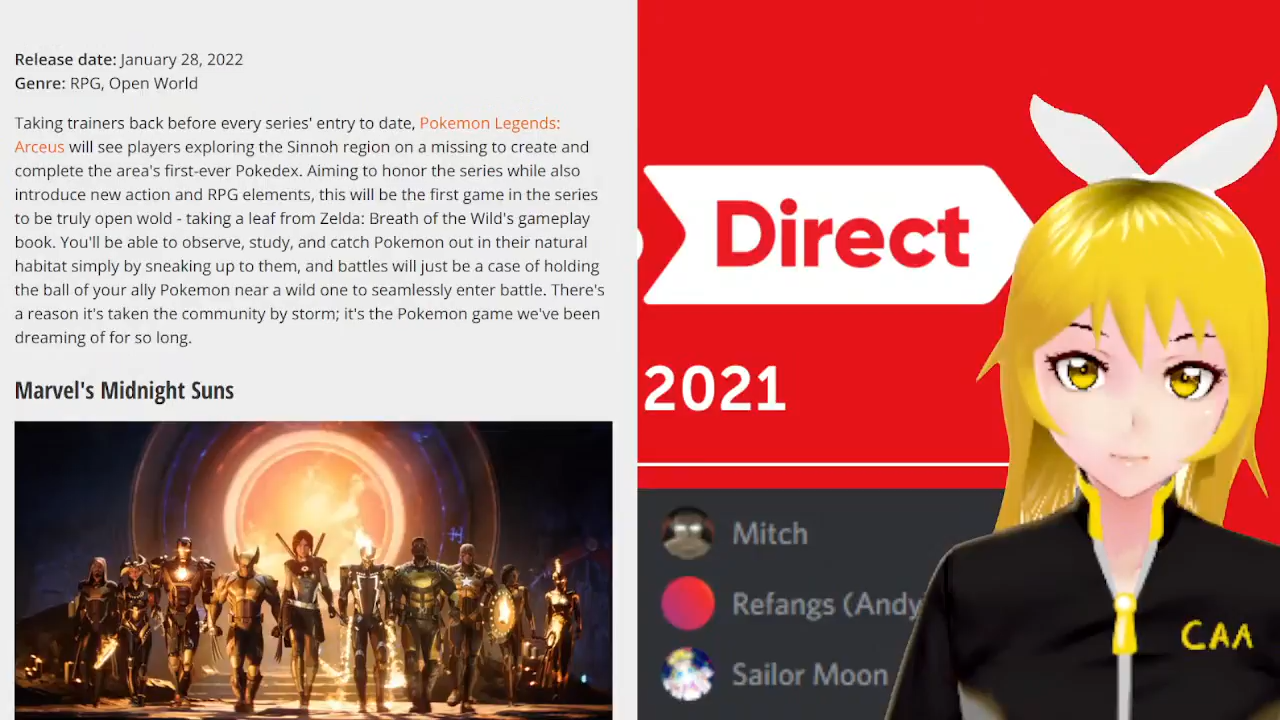 Release date: January 28, 2022
Genre: RPG, Open World
Taking trainers back before every series' entry to date, Pokemon Legends:
Arceus will see players exploring the Sinnoh region on a missing to create and
complete the area's first-ever Pokedex. Aiming to honor the series while also
introduce new action and RPG elements, this will be the first game in the series
to be truly open wold - taking a leaf from Zelda: Breath of the Wild's gameplay
book. You'll be able to observe, study, and catch Pokemon out in their natural
habitat simply by sneaking up to them, and battles will just be a case of holding
the ball of your ally Pokemon near a wild one to seamlessly enter battle. There's
a reason it's taken the community by storm; it's the Pokemon game we've been
dreaming of for so long.
Marvel's Midnight Suns
Direct
2021
Mitch
Refangs (Andy
Sailor Moon
CAA